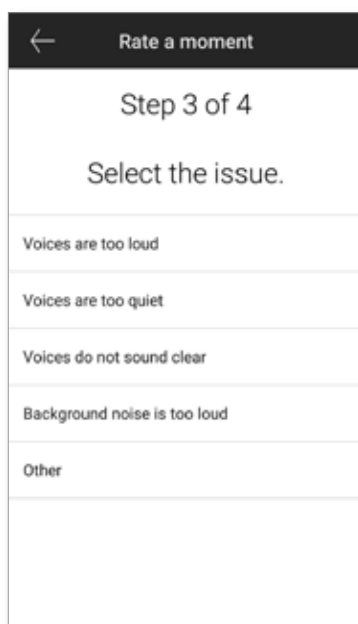 Rate a moment
Step 3 of 4
Select the issue.
Voices are too loud
Voices are too quiet
Voices do not sound clear
Background noise is too loud
Other